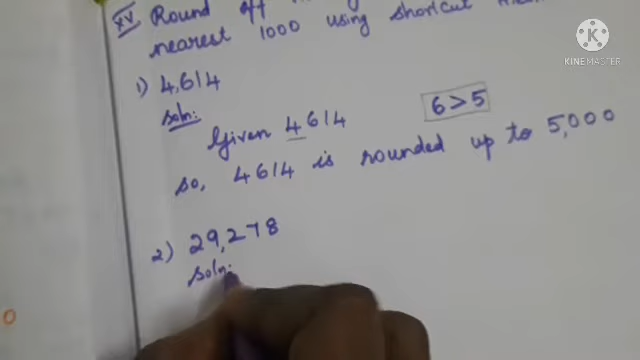 XV Round off
nearest 1000 using shortcut
1) 4,614
soln:
Given 4614 6>5
so, 4614 is rounded up to 5,000
2) 29,278
soln:
KINEMASTER